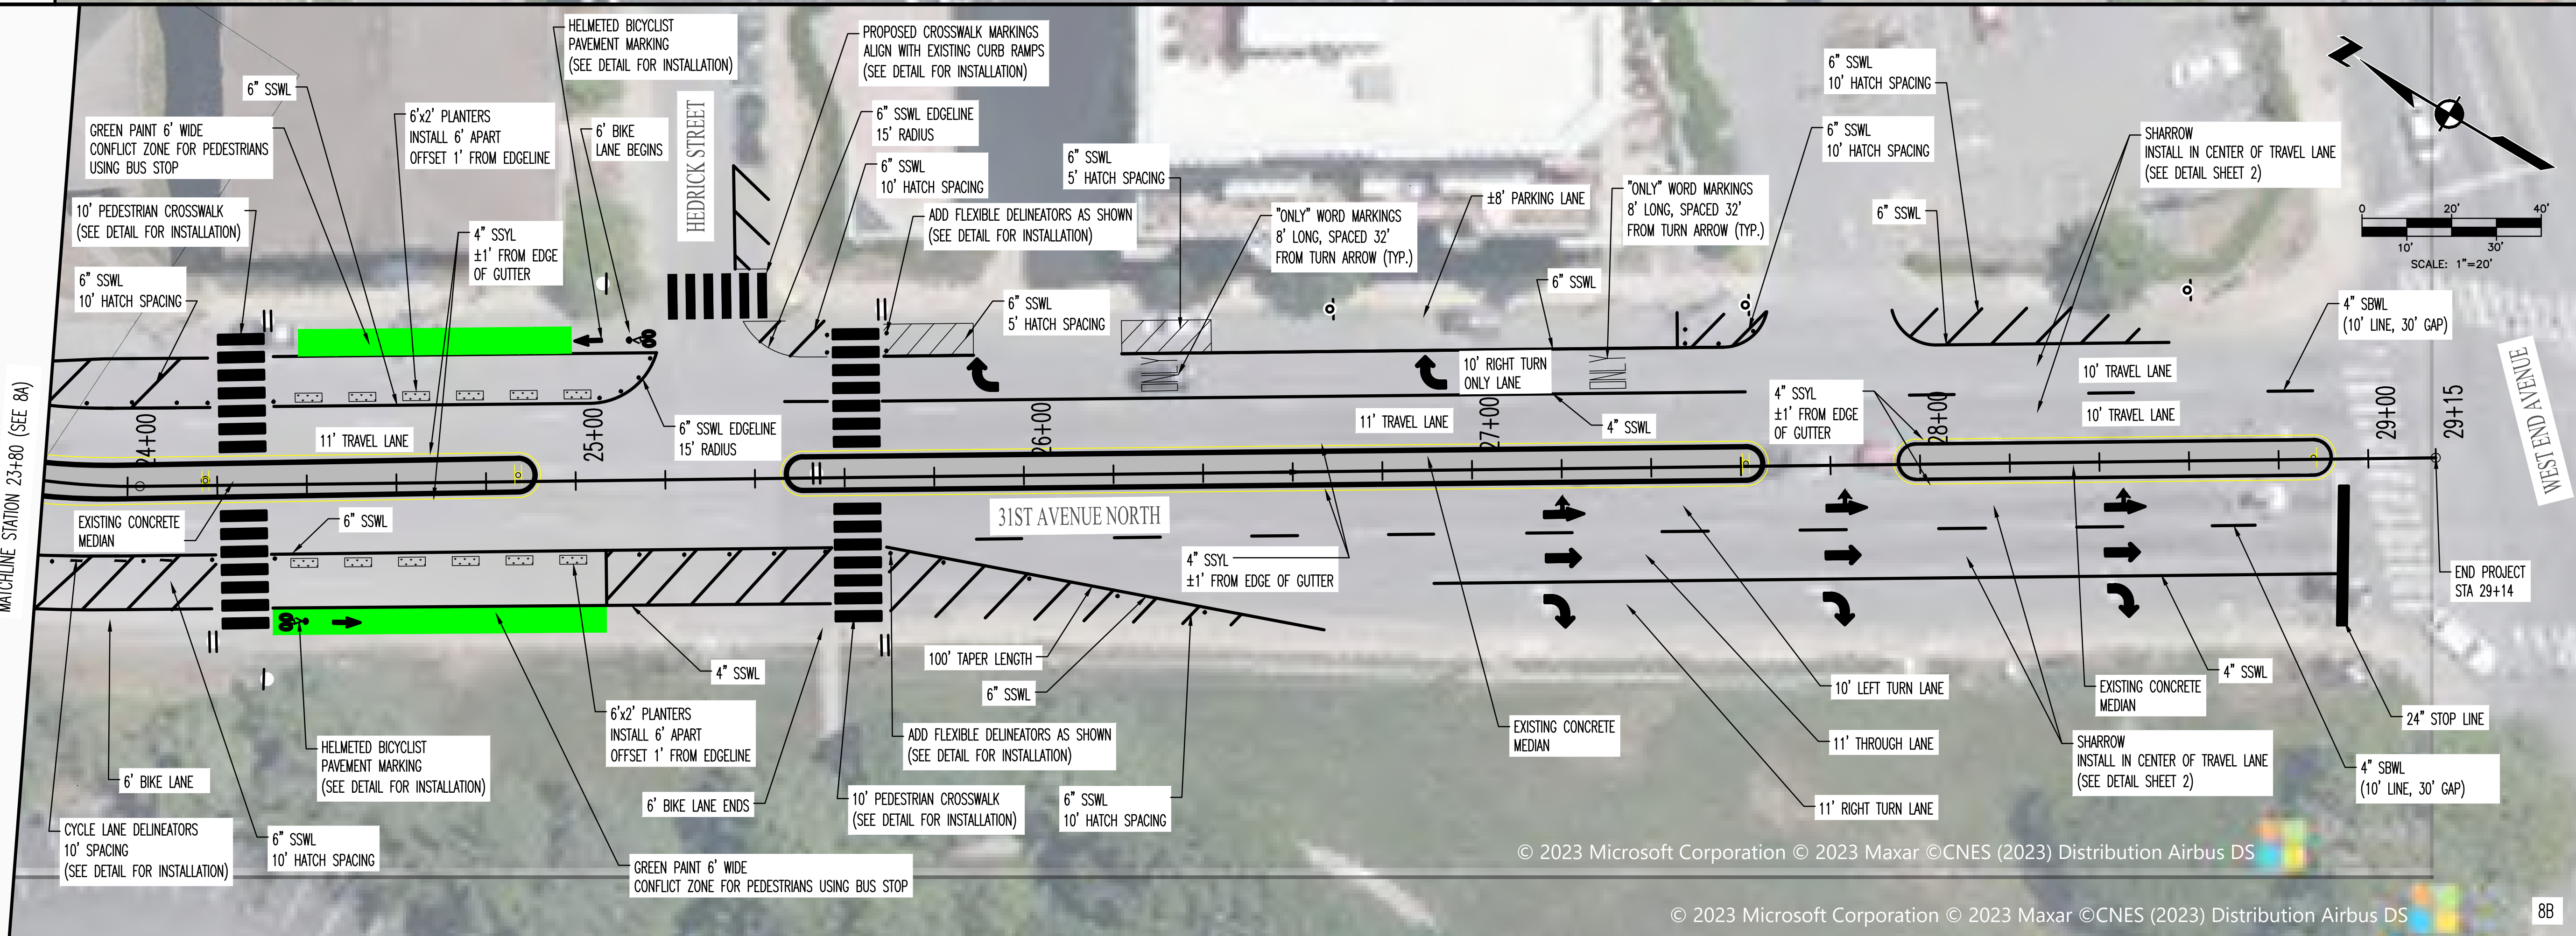 HELMETED BICYCLIST
PAVEMENT MARKING
(SEE DETAIL FOR INSTALLATION)
PROPOSED CROSSWALK MARKINGS
ALIGN WITH EXISTING CURB RAMPS
(SEE DETAIL FOR INSTALLATION)
6" SSWL
10' HATCH SPACING
6" SSWL
GREEN PAINT 6' WIDE
CONFLICT ZONE FOR PEDESTRIANS
USING BUS STOP
6'x2' PLANTERS
INSTALL 6' APART
OFFSET 1' FROM EDGELINE
6' BIKE
LANE BEGINS
HEDRICK STREET
6" SSWL EDGELINE
15' RADIUS
6" SSWL
10' HATCH SPACING
6" SSWL
5' HATCH SPACING
6" SSWL
10' HATCH SPACING
SHARROW
INSTALL IN CENTER OF TRAVEL LANE
(SEE DETAIL SHEET 2)
10' PEDESTRIAN CROSSWALK
(SEE DETAIL FOR INSTALLATION)
4" SSYL
±1' FROM EDGE
OF GUTTER
ADD FLEXIBLE DELINEATORS AS SHOWN
(SEE DETAIL FOR INSTALLATION)
"ONLY" WORD MARKINGS
8' LONG, SPACED 32'
FROM TURN ARROW (TYP.)
±8' PARKING LANE
"ONLY" WORD MARKINGS
8' LONG, SPACED 32'
FROM TURN ARROW (TYP.)
6" SSWL
Z
0 20' 40'
10' 30'
SCALE: 1"=20'
6" SSWL
10' HATCH SPACING
6" SSWL
5' HATCH SPACING
6" SSWL
4" SBWL
(10' LINE, 30' GAP)
MATCHLINE STATION 23+80 (SEE 8A)
24+00
11' TRAVEL LANE
25+00
6" SSWL EDGELINE
15' RADIUS
26+00
ONLY
11' TRAVEL LANE
10' RIGHT TURN
ONLY LANE
27+00
ONLY
4" SSWL
4" SSYL
±1' FROM EDGE
OF GUTTER
28+00
10' TRAVEL LANE
10' TRAVEL LANE
29+00
29+15
WEST END AVENUE
EXISTING CONCRETE
MEDIAN
6" SSWL
31ST AVENUE NORTH
4" SSYL
±1' FROM EDGE OF GUTTER
END PROJECT
STA 29+14
4" SSWL
100' TAPER LENGTH
6" SSWL
10' LEFT TURN LANE
EXISTING CONCRETE
MEDIAN
4" SSWL
24" STOP LINE
6'x2' PLANTERS
INSTALL 6' APART
OFFSET 1' FROM EDGELINE
ADD FLEXIBLE DELINEATORS AS SHOWN
(SEE DETAIL FOR INSTALLATION)
EXISTING CONCRETE
MEDIAN
11' THROUGH LANE
SHARROW
INSTALL IN CENTER OF TRAVEL LANE
(SEE DETAIL SHEET 2)
4" SBWL
(10' LINE, 30' GAP)
6' BIKE LANE
HELMETED BICYCLIST
PAVEMENT MARKING
(SEE DETAIL FOR INSTALLATION)
6' BIKE LANE ENDS
10' PEDESTRIAN CROSSWALK
(SEE DETAIL FOR INSTALLATION)
6" SSWL
10' HATCH SPACING
11' RIGHT TURN LANE
CYCLE LANE DELINEATORS
10' SPACING
(SEE DETAIL FOR INSTALLATION)
6" SSWL
10' HATCH SPACING
GREEN PAINT 6' WIDE
CONFLICT ZONE FOR PEDESTRIANS USING BUS STOP
© 2023 Microsoft Corporation © 2023 Maxar ©CNES (2023) Distribution Airbus DS
© 2023 Microsoft Corporation © 2023 Maxar ©CNES (2023) Distribution Airbus DS
8B